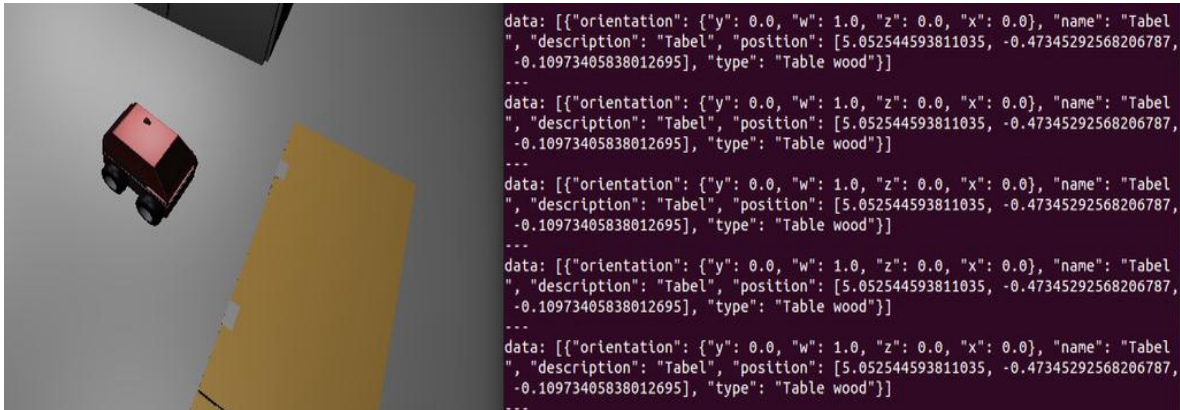 data: [{"orientation": {"y": 0.0, "w": 1.0, "z": 0.0, "x": 0.0}, "name": "Tabel
", "description": "Tabel", "position": [5.052544593811035, -0.47345292568206787,
-0.10973405838012695], "type": "Table wood"}]
---
data: [{"orientation": {"y": 0.0, "w": 1.0, "z": 0.0, "x": 0.0}, "name": "Tabel
", "description": "Tabel", "position": [5.052544593811035, -0.47345292568206787,
-0.10973405838012695], "type": "Table wood"}]
---
data: [{"orientation": {"y": 0.0, "w": 1.0, "z": 0.0, "x": 0.0}, "name": "Tabel
", "description": "Tabel", "position": [5.052544593811035, -0.47345292568206787,
-0.10973405838012695], "type": "Table wood"}]
---
data: [{"orientation": {"y": 0.0, "w": 1.0, "z": 0.0, "x": 0.0}, "name": "Tabel
", "description": "Tabel", "position": [5.052544593811035, -0.47345292568206787,
-0.10973405838012695], "type": "Table wood"}]
---
data: [{"orientation": {"y": 0.0, "w": 1.0, "z": 0.0, "x": 0.0}, "name": "Tabel
", "description": "Tabel", "position": [5.052544593811035, -0.47345292568206787,
-0.10973405838012695], "type": "Table wood"}]
---